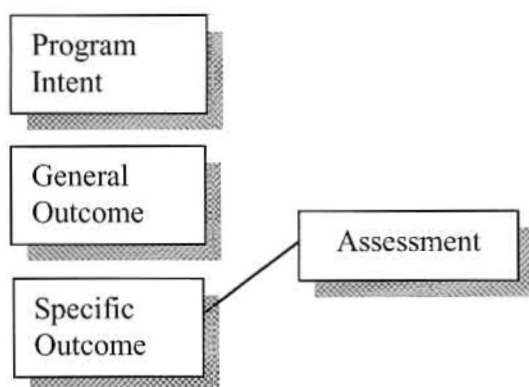 Program
Intent
General
Outcome
Assessment
Specific
Outcome